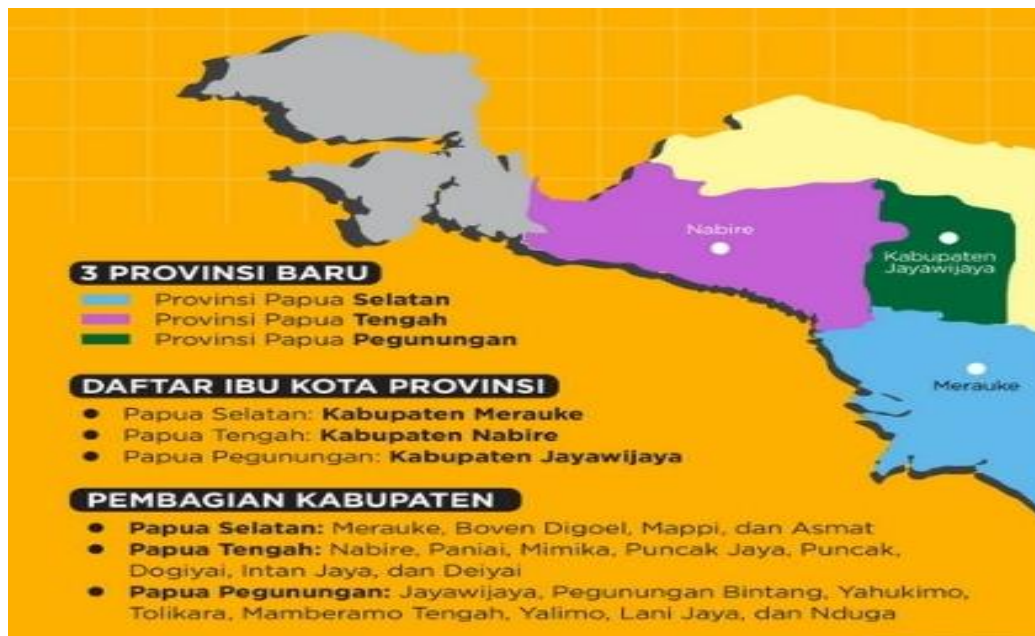 Nabire
Kabupaten
Jayawijaya
Merauke
3 PROVINSI BARU
Provinsi Papua Selatan
Provinsi Papua Tengah
Provinsi Papua Pegunungan
DAFTAR IBU KOTA PROVINSI
● Papua Selatan: Kabupaten Merauke
● Papua Tengah: Kabupaten Nabire
● Papua Pegunungan: Kabupaten Jayawijaya
PEMBAGIAN KABUPATEN
● Papua Selatan: Merauke, Boven Digoel, Mappi, dan Asmat
● Papua Tengah: Nabire, Paniai, Mimika, Puncak Jaya, Puncak,
Dogiyai, Intan Jaya, dan Deiyai
● Papua Pegunungan: Jayawijaya, Pegunungan Bintang, Yahukimo,
Tolikara, Mamberamo Tengah, Yalimo, Lani Jaya, dan Nduga